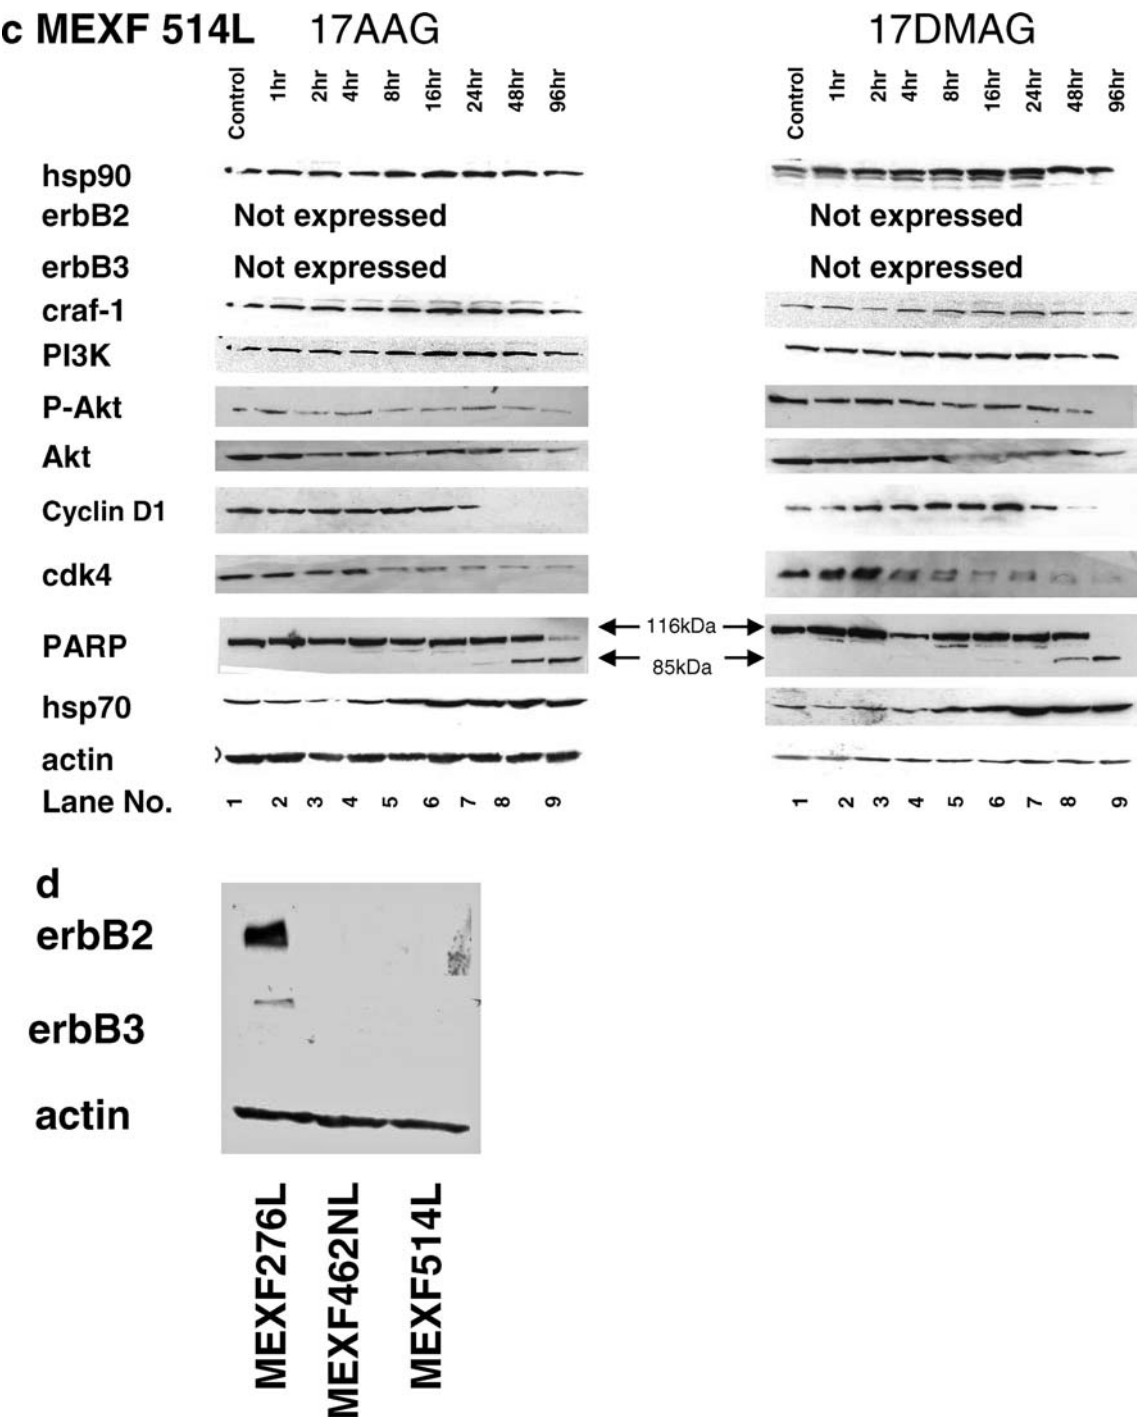 c MEXF 514L 17AAG 17DMAG
Control 1hr 2hr 4hr 8hr 16hr 24hr 48hr 96hr Control 1hr 2hr 4hr 8hr 16hr 24hr 48hr 96hr
hsp90
erbB2 Not expressed Not expressed
erbB3 Not expressed Not expressed
craf-1
PI3K
P-Akt
Akt
Cyclin D1
cdk4
PARP 116kDa
85kDa
hsp70
actin
Lane No. 1 2 3 4 5 6 7 8 9 1 2 3 4 5 6 7 8 9
d
erbB2
erbB3
actin
MEXF276L MEXF462NL MEXF514L